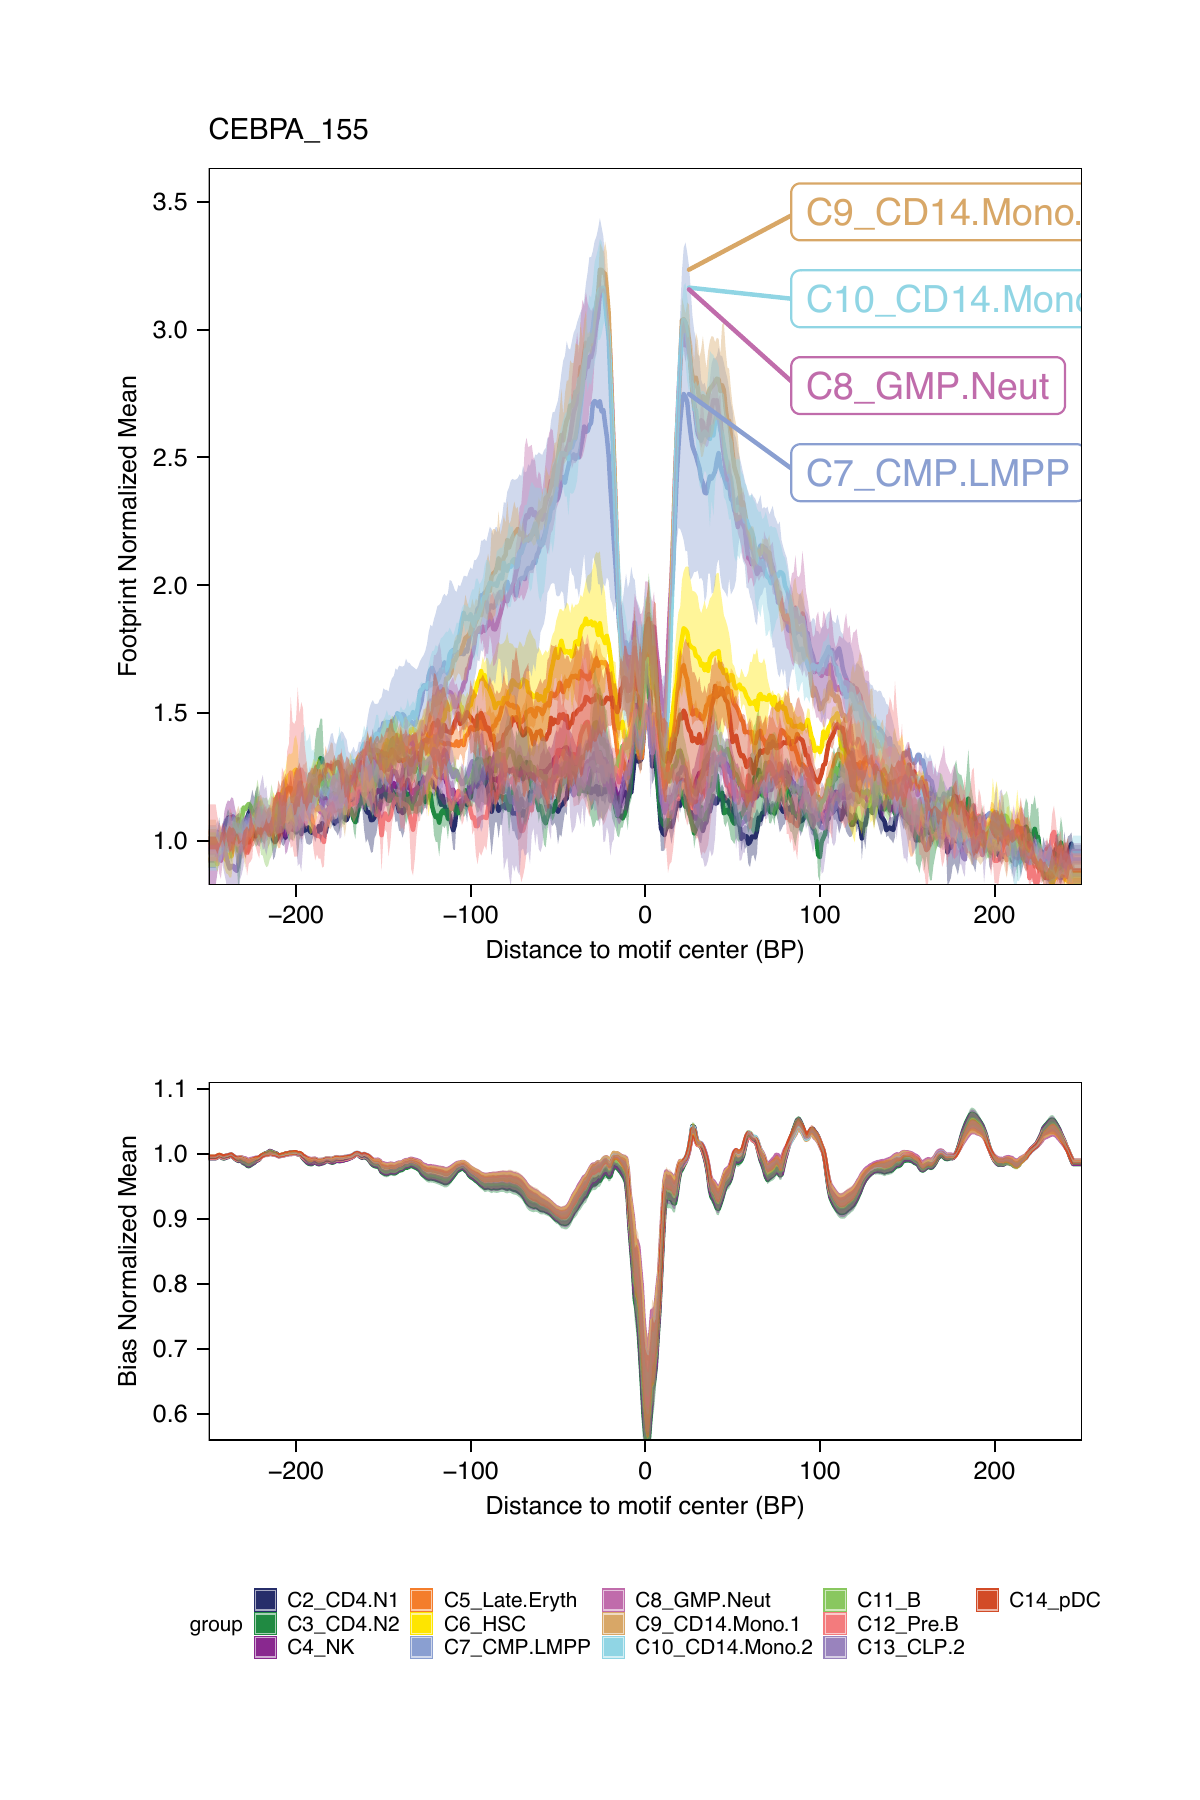 CEBPA_155
Footprint Normalized Mean
3.5
3.0
2.5
2.0
1.5
1.0
C9_CD14.Mono.
C10_CD14.Mono
C8_GMP.Neut
C7_CMP.LMPP
−200 −100 0 100 200
Distance to motif center (BP)
Bias Normalized Mean
1.1
1.0
0.9
0.8
0.7
0.6
−200 −100 0 100 200
Distance to motif center (BP)
group
C2_CD4.N1 C5_Late.Eryth C8_GMP.Neut C11_B C14_pDC
C3_CD4.N2 C6_HSC C9_CD14.Mono.1 C12_Pre.B
C4_NK C7_CMP.LMPP C10_CD14.Mono.2 C13_CLP.2